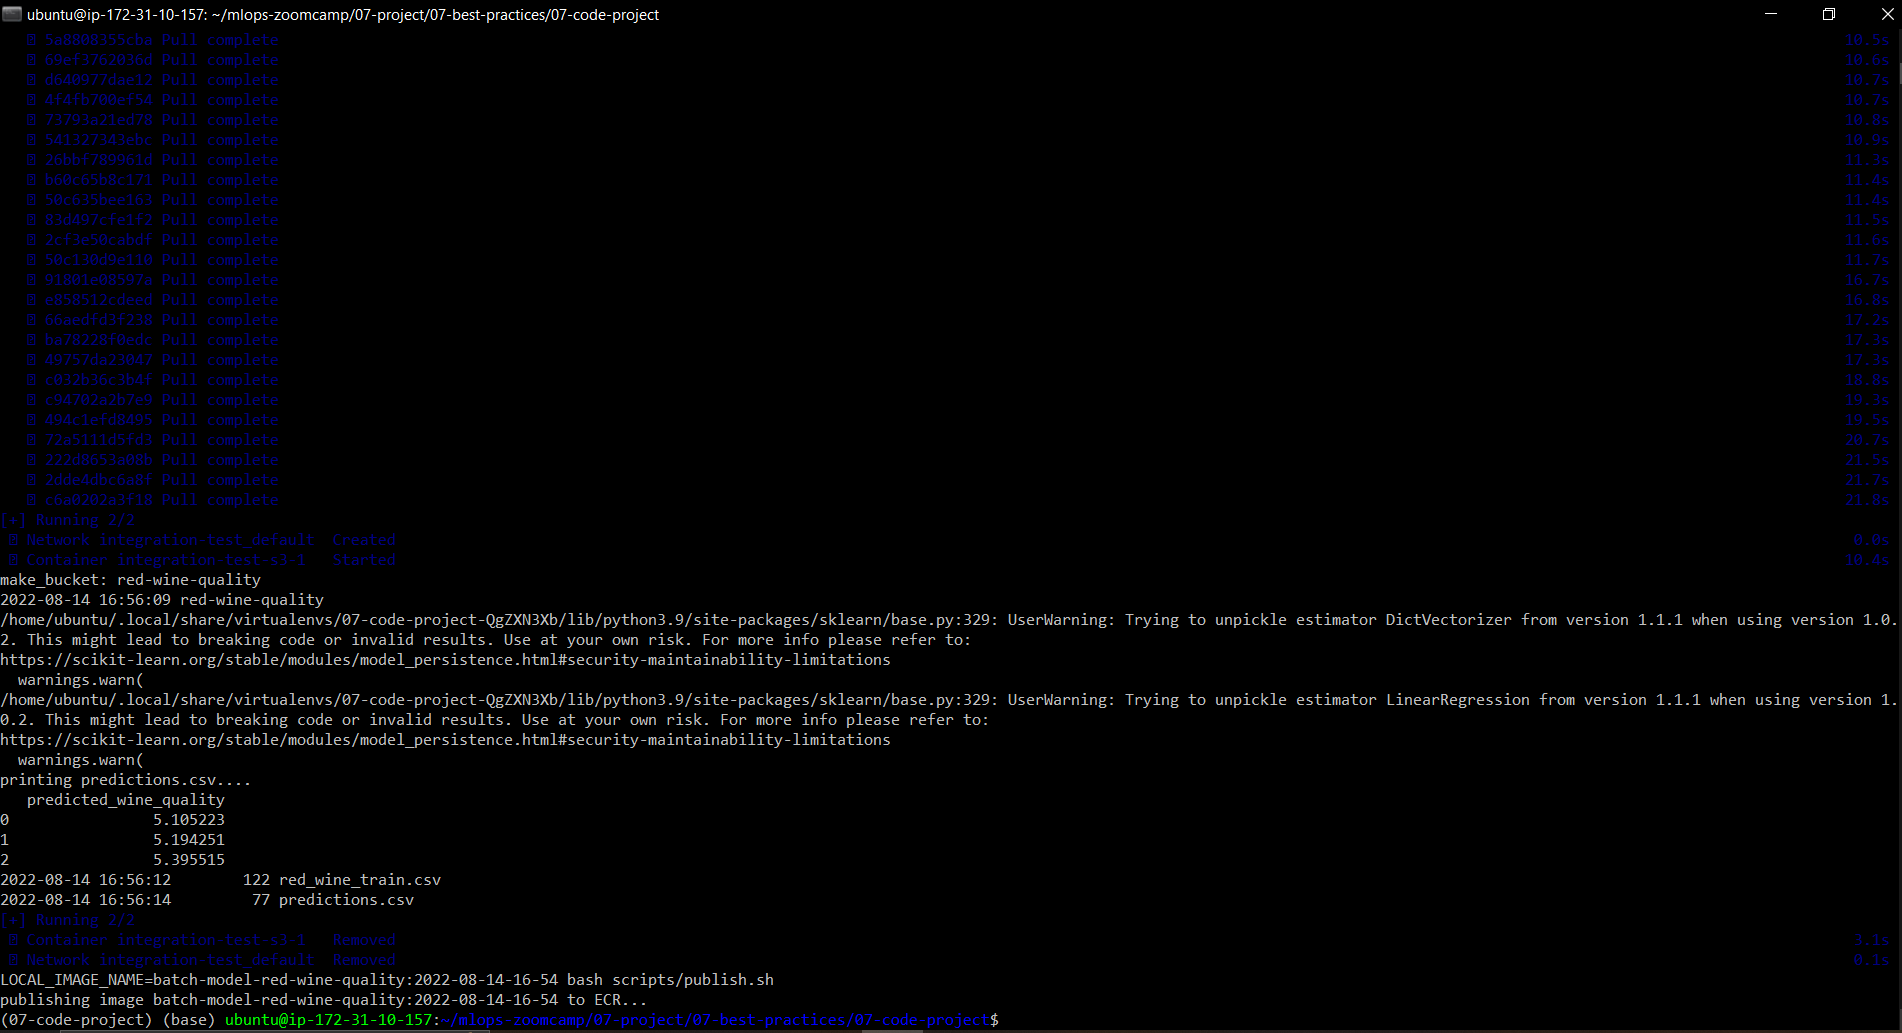 ubuntu@ip-172-31-10-157: ~/mlops-zoomcamp/07-project/07-best-practices/07-code-project
5a8808355cba Pull complete 10.5s
69ef3762036d Pull complete 10.6s
d640977dae12 Pull complete 10.7s
4f4fb700ef54 Pull complete 10.7s
73793a21ed78 Pull complete 10.8s
541327343ebc Pull complete 10.9s
26bbf789961d Pull complete 11.3s
b60c65b8c171 Pull complete 11.4s
50c635bee163 Pull complete 11.4s
83d497cfe1f2 Pull complete 11.5s
2cf3e50cabdf Pull complete 11.6s
50c130d9e110 Pull complete 11.7s
91801e08597a Pull complete 16.7s
e858512cdeed Pull complete 16.8s
66aedfd3f238 Pull complete 17.2s
ba78228f0edc Pull complete 17.3s
49757da23047 Pull complete 17.3s
c032b36c3b4f Pull complete 18.8s
c94702a2b7e9 Pull complete 19.3s
494c1efd8495 Pull complete 19.5s
72a5111d5fd3 Pull complete 20.7s
222d8653a08b Pull complete 21.5s
2dde4dbc6a8f Pull complete 21.7s
c6a0202a3f18 Pull complete 21.8s
[+] Running 2/2
Network integration-test_default  Created 0.0s
Container integration-test-s3-1   Started 10.4s
make_bucket: red-wine-quality
2022-08-14 16:56:09 red-wine-quality
/home/ubuntu/.local/share/virtualenvs/07-code-project-QgZXN3Xb/lib/python3.9/site-packages/sklearn/base.py:329: UserWarning: Trying to unpickle estimator DictVectorizer from version 1.1.1 when using version 1.0.
2. This might lead to breaking code or invalid results. Use at your own risk. For more info please refer to:
https://scikit-learn.org/stable/modules/model_persistence.html#security-maintainability-limitations
  warnings.warn(
/home/ubuntu/.local/share/virtualenvs/07-code-project-QgZXN3Xb/lib/python3.9/site-packages/sklearn/base.py:329: UserWarning: Trying to unpickle estimator LinearRegression from version 1.1.1 when using version 1.
0.2. This might lead to breaking code or invalid results. Use at your own risk. For more info please refer to:
https://scikit-learn.org/stable/modules/model_persistence.html#security-maintainability-limitations
  warnings.warn(
printing predictions.csv....
   predicted_wine_quality
0                5.105223
1                5.194251
2                5.395515
2022-08-14 16:56:12        122 red_wine_train.csv
2022-08-14 16:56:14         77 predictions.csv
[+] Running 2/2
Container integration-test-s3-1   Removed 3.1s
Network integration-test_default  Removed 0.1s
LOCAL_IMAGE_NAME=batch-model-red-wine-quality:2022-08-14-16-54 bash scripts/publish.sh
publishing image batch-model-red-wine-quality:2022-08-14-16-54 to ECR...
(07-code-project) (base) ubuntu@ip-172-31-10-157:~/mlops-zoomcamp/07-project/07-best-practices/07-code-project$